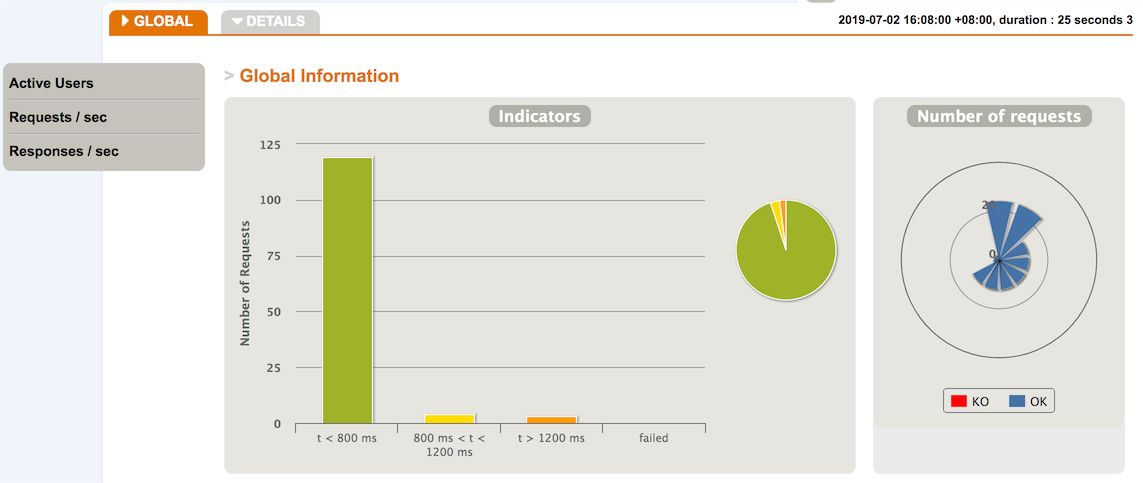 GLOBAL
DETAILS
2019-07-02 16:08:00 +08:00, duration : 25 seconds 3
Active Users
Requests / sec
Responses / sec
> Global Information
Indicators
Number of Requests
125
100
75
50
25
0
t < 800 ms
800 ms < t <
1200 ms
t > 1200 ms
failed
Number of requests
0
KO
OK